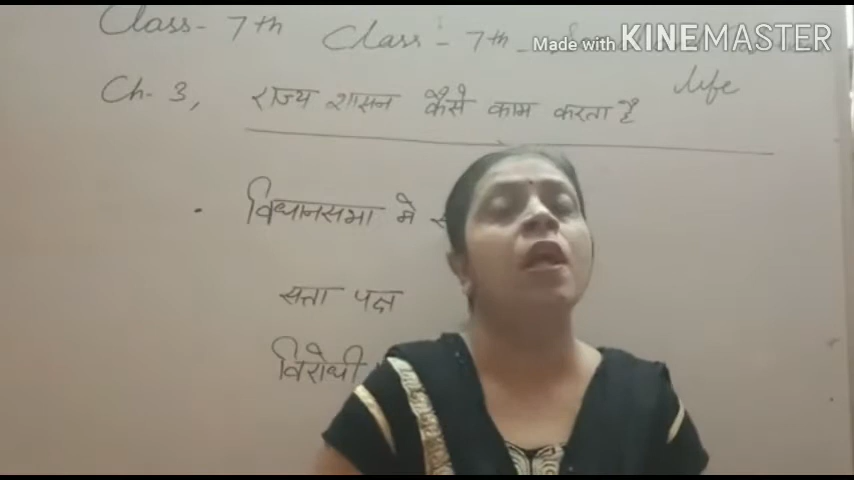 Class- 7th Class - 7th
Made with KINEMASTER
life
Ch- 3, राज्य शासन कैसे काम करता है
विधानसभा मे
सत्ता पक्ष
विरोधी